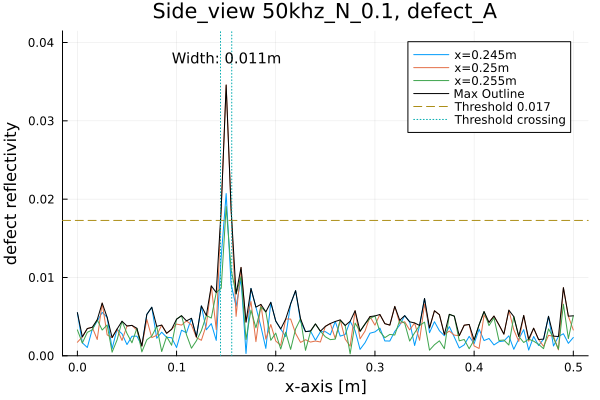 Side_view 50khz_N_0.1, defect_A
0.04
Width: 0.011m
x=0.245m
x=0.25m
x=0.255m
Max Outline
Threshold 0.017
Threshold crossing
0.03
defect reflectivity
0.02
0.01
0.00
0.0 0.1 0.2 0.3 0.4 0.5
x-axis [m]